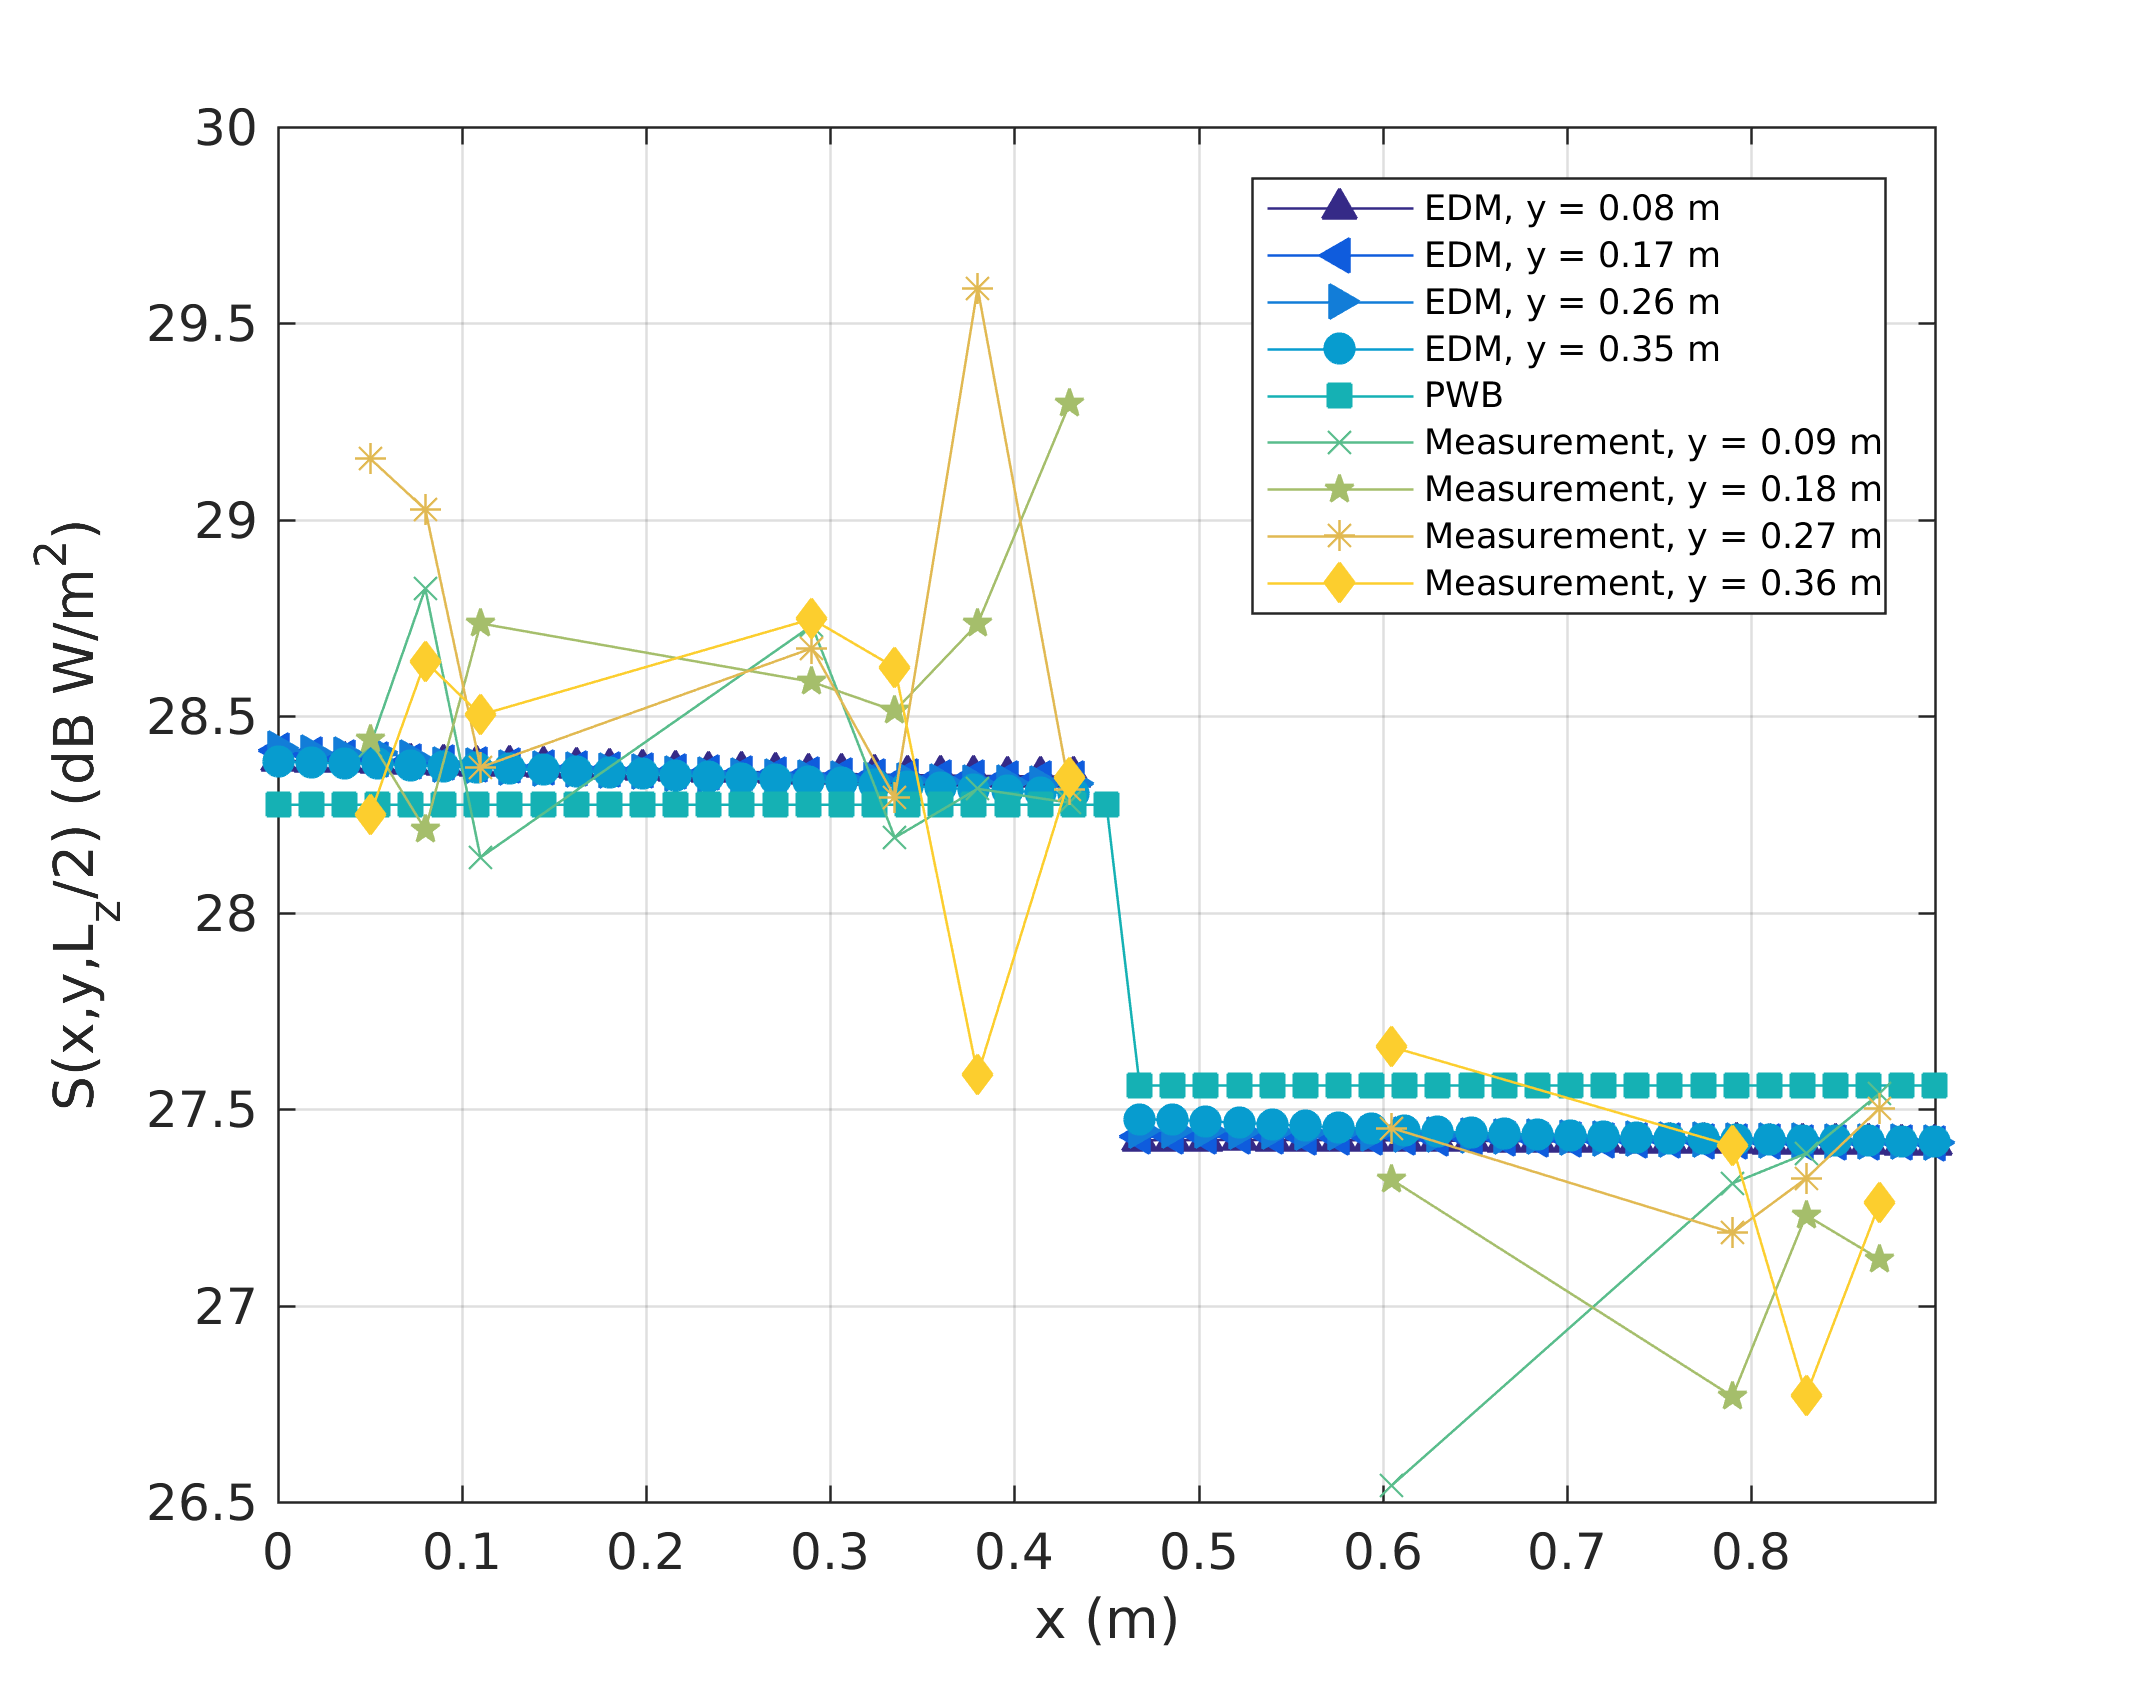 30
29.5
29
28.5
28
27.5
27
26.5
S(x,y,L_z/2) (dB W/m^2)
EDM, y = 0.08 m
EDM, y = 0.17 m
EDM, y = 0.26 m
EDM, y = 0.35 m
PWB
Measurement, y = 0.09 m
Measurement, y = 0.18 m
Measurement, y = 0.27 m
Measurement, y = 0.36 m
0 0.1 0.2 0.3 0.4 0.5 0.6 0.7 0.8
x (m)